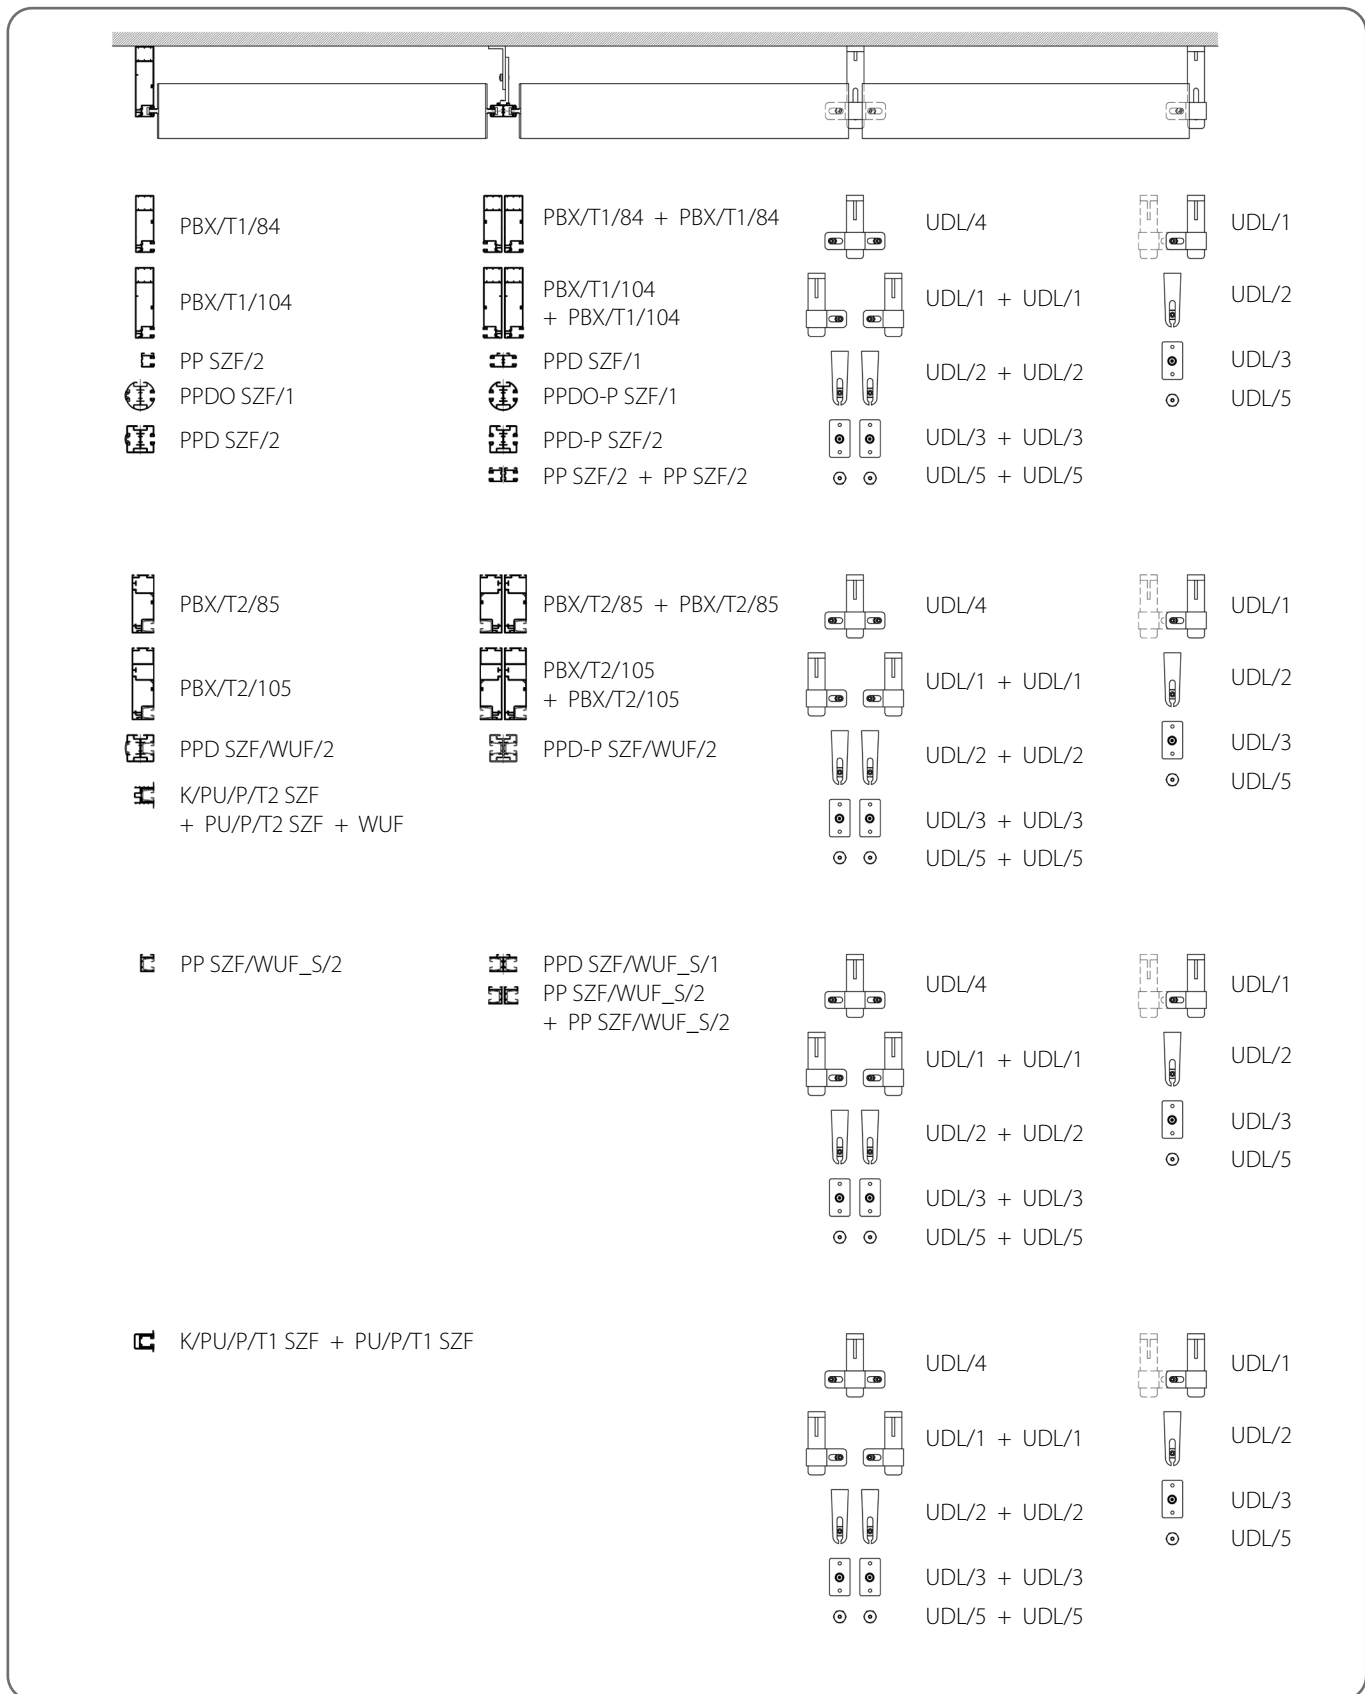 PBX/T1/84
PBX/T1/104
PP SZF/2
PPDO SZF/1
PPD SZF/2
PBX/T1/84 + PBX/T1/84
PBX/T1/104
+ PBX/T1/104
PPD SZF/1
PPDO-P SZF/1
PPD-P SZF/2
PP SZF/2 + PP SZF/2
UDL/4
UDL/1 + UDL/1
UDL/2 + UDL/2
UDL/3 + UDL/3
UDL/5 + UDL/5
UDL/1
UDL/2
UDL/3
UDL/5
PBX/T2/85
PBX/T2/105
PPD SZF/WUF/2
K/PU/P/T2 SZF
+ PU/P/T2 SZF + WUF
PBX/T2/85 + PBX/T2/85
PBX/T2/105
+ PBX/T2/105
PPD-P SZF/WUF/2
UDL/4
UDL/1 + UDL/1
UDL/2 + UDL/2
UDL/3 + UDL/3
UDL/5 + UDL/5
UDL/1
UDL/2
UDL/3
UDL/5
PP SZF/WUF_S/2
PPD SZF/WUF_S/1
PP SZF/WUF_S/2
+ PP SZF/WUF_S/2
UDL/4
UDL/1 + UDL/1
UDL/2 + UDL/2
UDL/3 + UDL/3
UDL/5 + UDL/5
UDL/1
UDL/2
UDL/3
UDL/5
K/PU/P/T1 SZF + PU/P/T1 SZF
UDL/4
UDL/1 + UDL/1
UDL/2 + UDL/2
UDL/3 + UDL/3
UDL/5 + UDL/5
UDL/1
UDL/2
UDL/3
UDL/5